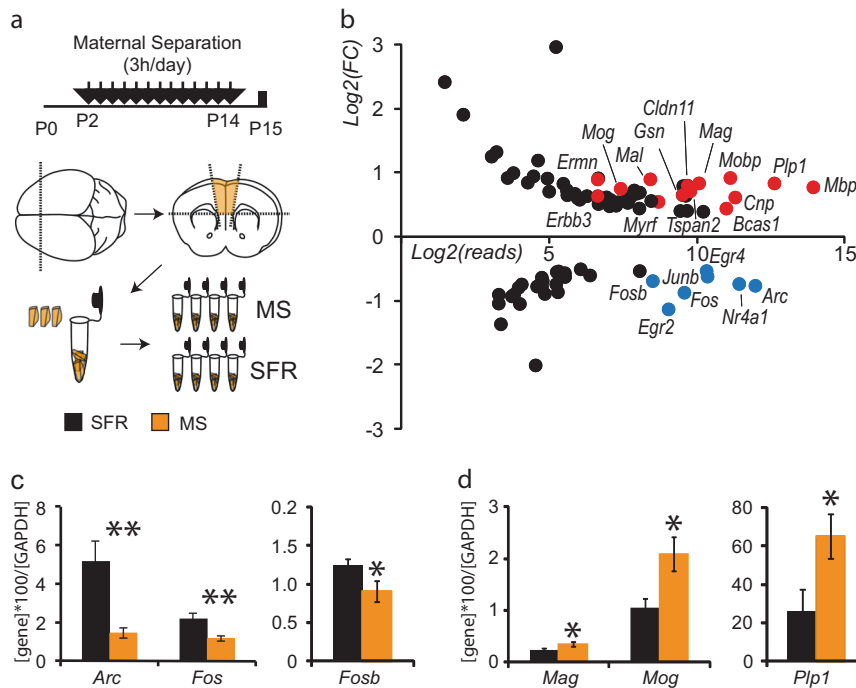 a
Maternal Separation
(3h/day)
P0
P2
P14
P15
MS
SFR
SFR
MS
b
Log2(FC)
3
2
1
0
-1
-2
-3
Log2(reads)
5
10
15
Ermn
Mog
Mal
Gsn
Cldn11
Mag
Mobp
Plp1
Mbp
Erbb3
Myrf
Tspan2
Cnp
Bcas1
Egr4
Junb
Fosb
Fos
Egr2
Nr4a1
Arc
c
[gene]*100/[GAPDH]
8
6
4
2
0
**
**
Arc
Fos
1.2
1.5
1.0
0.5
0
*
Fosb
d
[gene]*100/[GAPDH]
3
2
1
0
*
*
Mag
Mog
80
60
40
20
0
*
Plp1